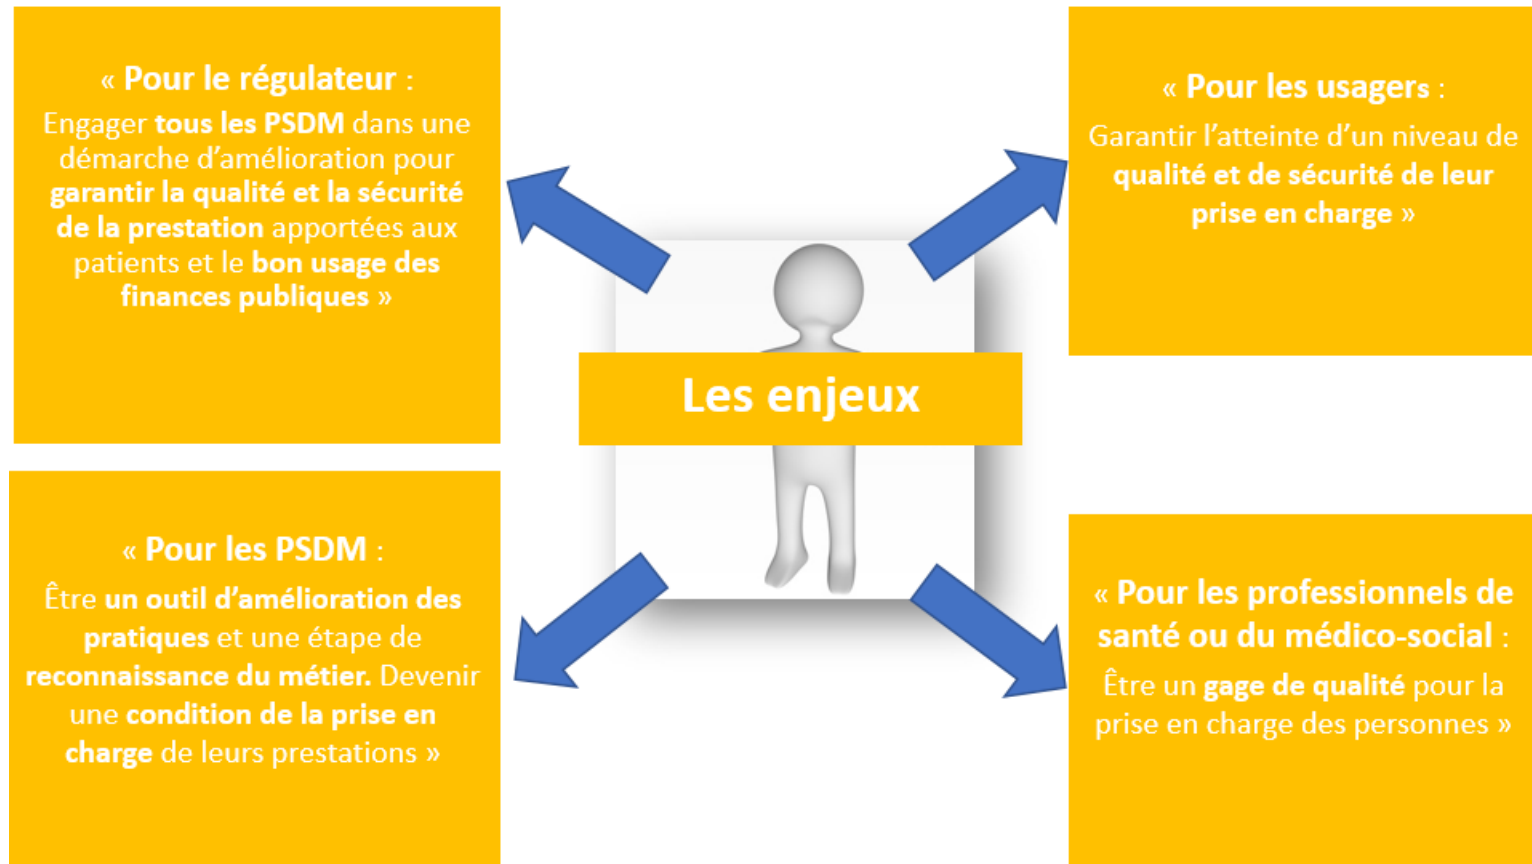 « Pour le régulateur :
Engager tous les PSDM dans une
démarche d’amélioration pour
garantir la qualité et la sécurité
de la prestation apportées aux
patients et le bon usage des
finances publiques »
« Pour les usagers :
Garantir l’atteinte d’un niveau de
qualité et de sécurité de leur
prise en charge »
Les enjeux
« Pour les PSDM :
Être un outil d’amélioration des
pratiques et une étape de
reconnaissance du métier. Devenir
une condition de la prise en
charge de leurs prestations »
« Pour les professionnels de
santé ou du médico-social :
Être un gage de qualité pour la
prise en charge des personnes »